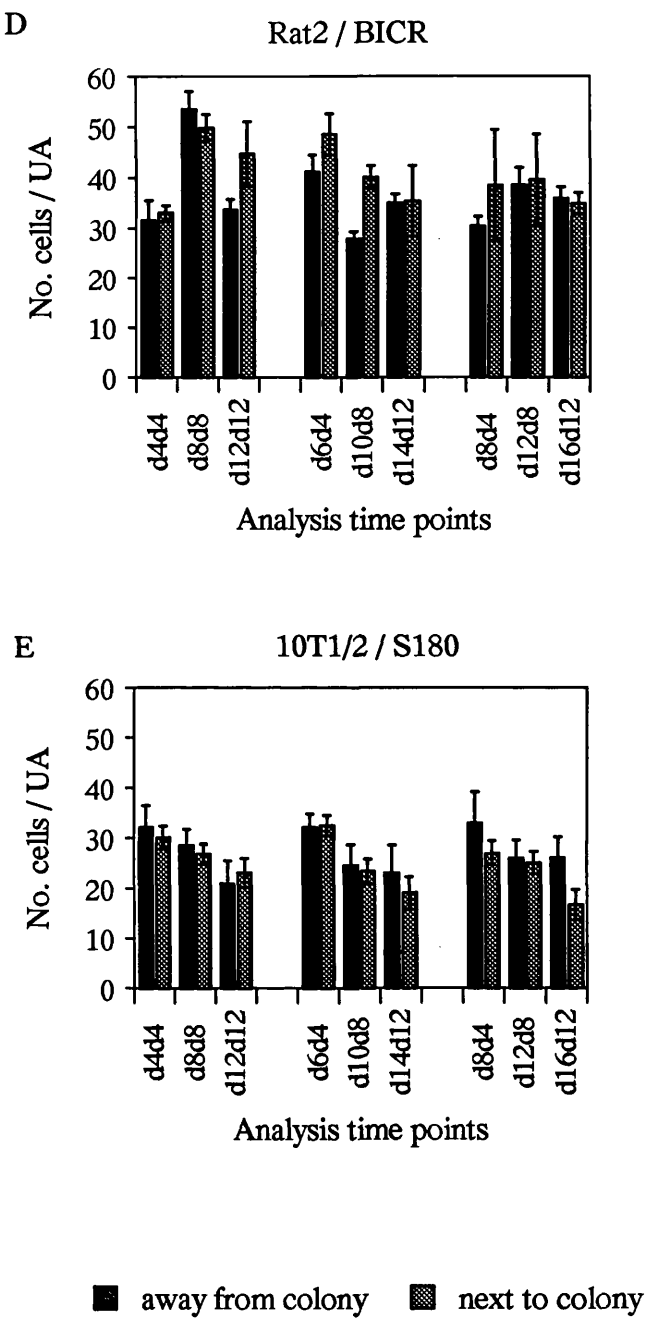 D
Rat2 / BICR
No. cells / UA
60
50
40
30
20
10
0
d4d4
d8d8
d12d12
d6d4
d10d8
d14d12
d8d4
d12d8
d16d12
Analysis time points
E
10T1/2 / S180
No. cells / UA
60
50
40
30
20
10
0
d4d4
d8d8
d12d12
d6d4
d10d8
d14d12
d8d4
d12d8
d16d12
Analysis time points
away from colony
next to colony